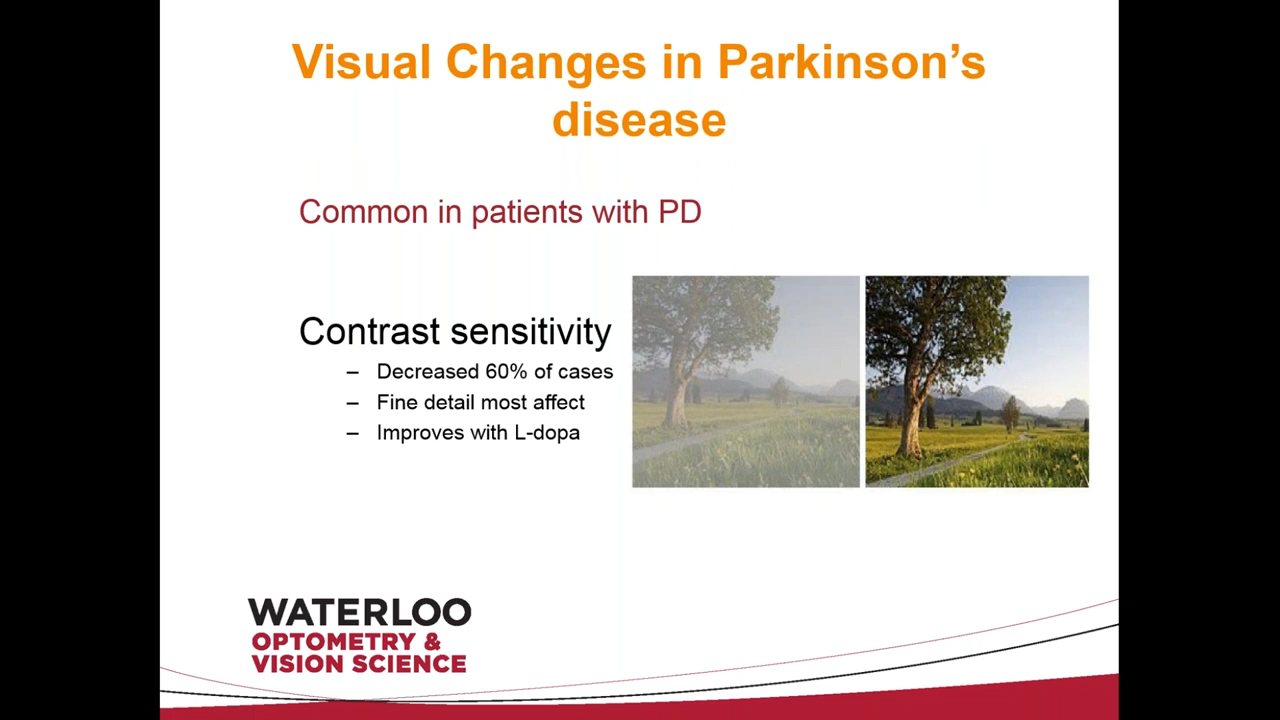 Visual Changes in Parkinson’s
disease
Common in patients with PD
Contrast sensitivity
– Decreased 60% of cases
– Fine detail most affect
– Improves with L-dopa
WATERLOO
OPTOMETRY &
VISION SCIENCE